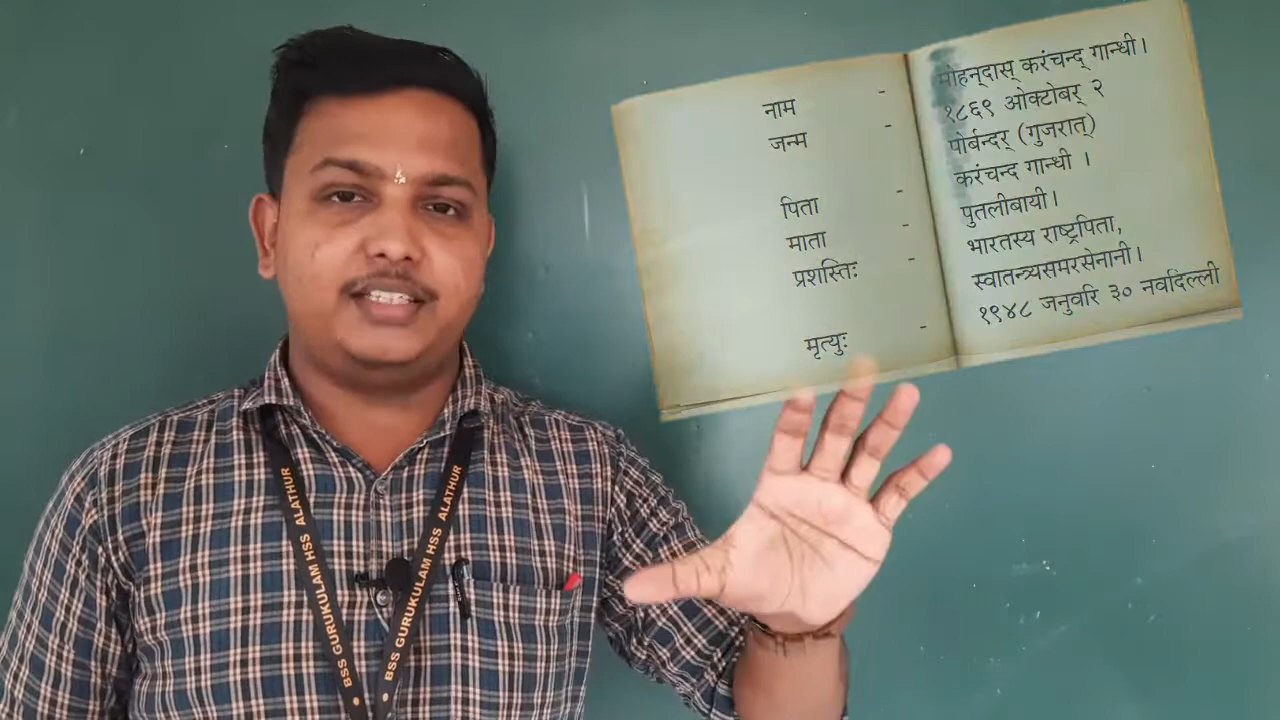 नाम - मोहन्‌दास् करंचन्द् गान्धी।
जन्म - १८६९ ओक्टोबर् २
पोर्बन्दर् (गुजरात्)
पिता - करंचन्द गान्धी ।
माता - पुतलीबायी।
प्रशस्तिः - भारतस्य राष्ट्रपिता,
स्वातन्त्र्यसमरसेनानी।
मृत्युः - १९४८ जनुवरि ३० नवदिल्ली
BSS GURUKULAM HSS ALATHUR
BSS GURUKULAM HSS ALATHUR